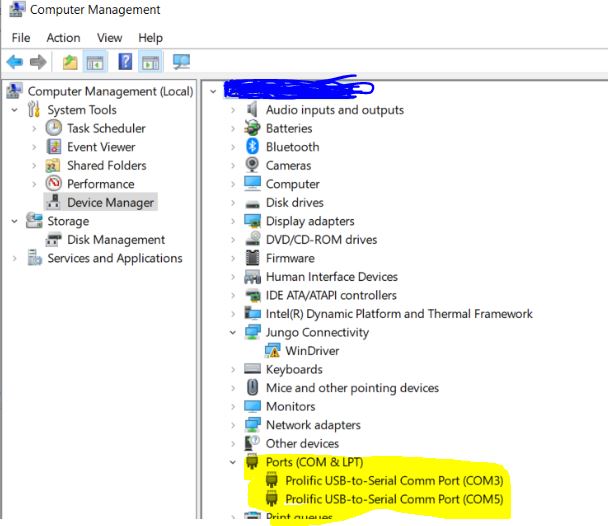 Computer Management
File Action View Help
Computer Management (Local)
System Tools
Task Scheduler
Event Viewer
Shared Folders
Performance
Device Manager
Storage
Disk Management
Services and Applications
Audio inputs and outputs
Batteries
Bluetooth
Cameras
Computer
Disk drives
Display adapters
DVD/CD-ROM drives
Firmware
Human Interface Devices
IDE ATA/ATAPI controllers
Intel(R) Dynamic Platform and Thermal Framework
Jungo Connectivity
WinDriver
Keyboards
Mice and other pointing devices
Monitors
Network adapters
Other devices
Ports (COM & LPT)
Prolific USB-to-Serial Comm Port (COM3)
Prolific USB-to-Serial Comm Port (COM5)
Print queues